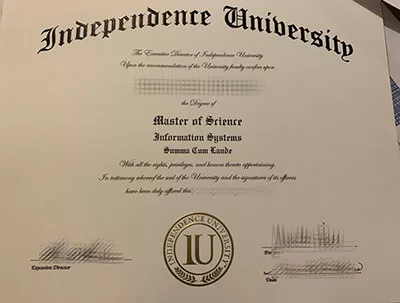 Independence University
The Executive Director of Independence University
Upon the recommendation of the University faculty confers upon
the Degree of
Master of Science
Information Systems
Summa Cum Laude
With all the rights, privileges, and honors thereto appertaining.
In testimony whereof the seal of the University and the signatures of its officers
have been duly affixed this
INDEPENDENCE UNIVERSITY
IU
Executive Director
Dean